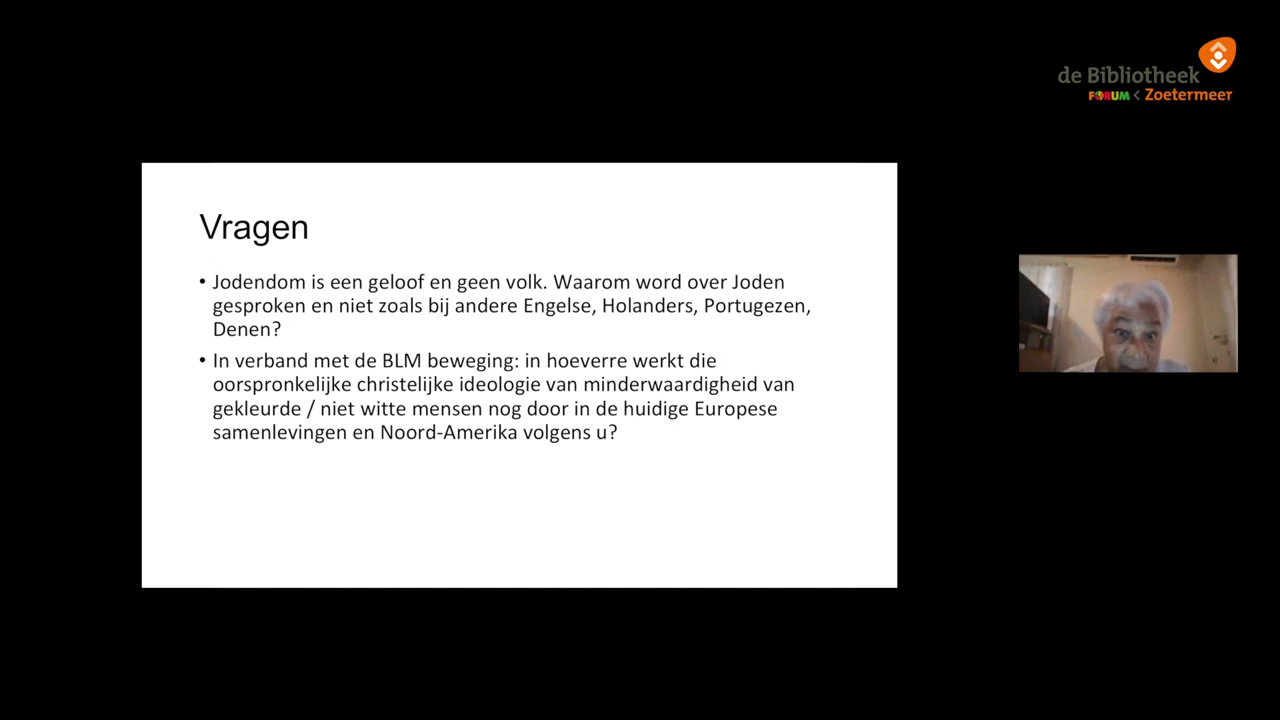 de Bibliotheek
FORUM < Zoetermeer
Vragen
• Jodendom is een geloof en geen volk. Waarom word over Joden
gesproken en niet zoals bij andere Engelse, Holanders, Portugezen,
Denen?
• In verband met de BLM beweging: in hoeverre werkt die
oorspronkelijke christelijke ideologie van minderwaardigheid van
gekleurde / niet witte mensen nog door in de huidige Europese
samenlevingen en Noord-Amerika volgens u?